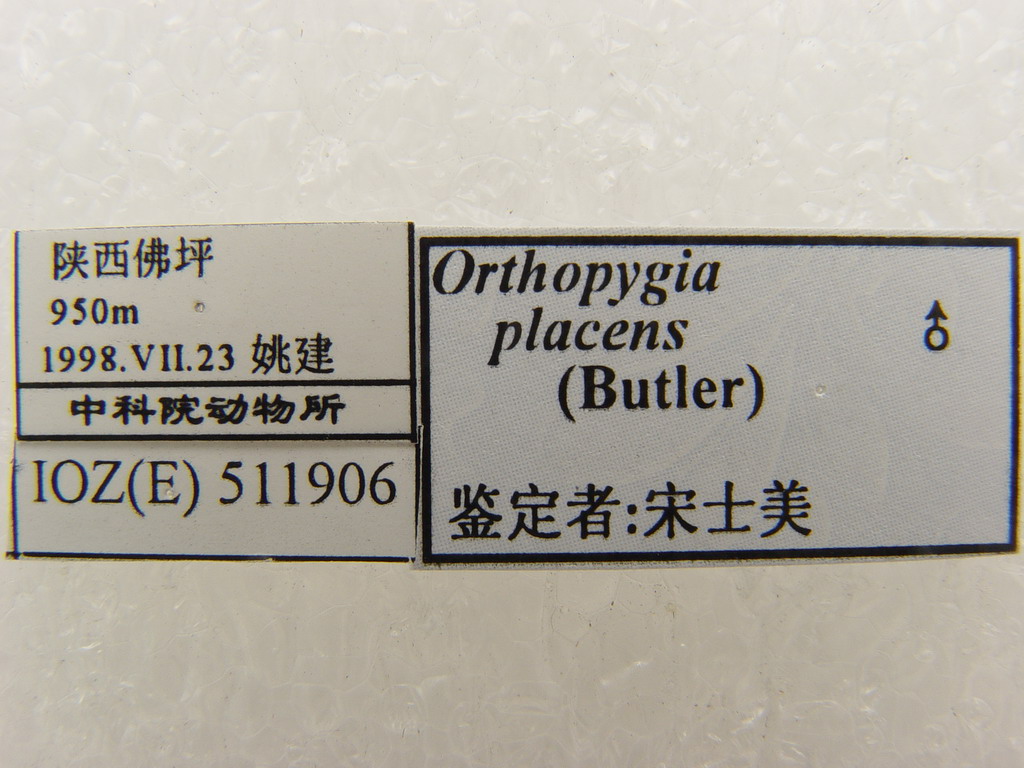 陕西佛坪
950m
1998.VII.23 姚建
中科院动物所
IOZ(E) 511906
Orthopygia
placens
(Butler)
♂
鉴定者:宋士美